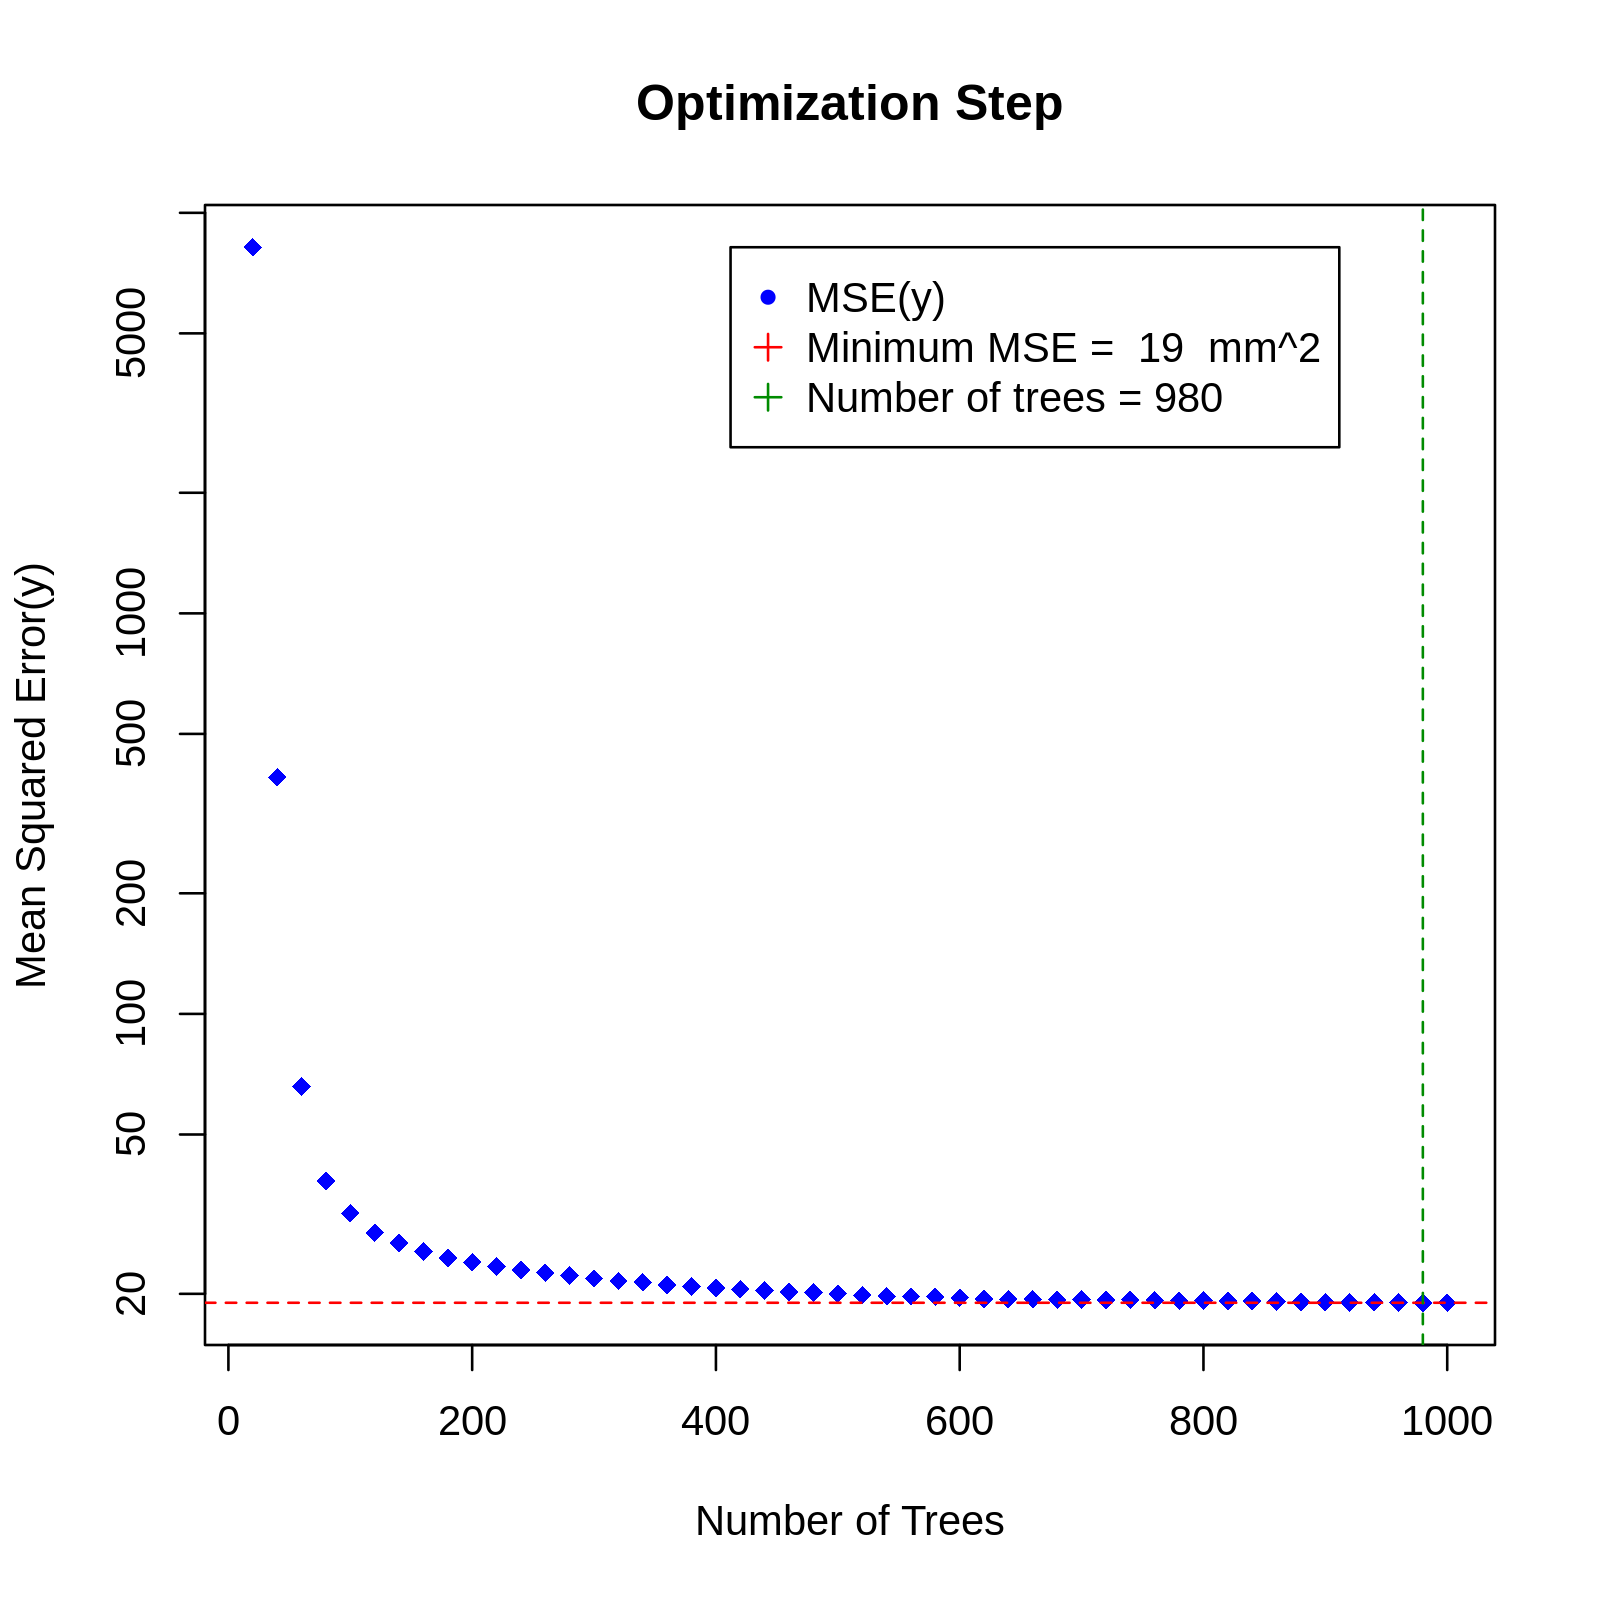 Optimization Step
MSE(y)
Minimum MSE =  19  mm^2
Number of trees = 980
Mean Squared Error(y)
5000
1000
500
200
100
50
20
0 200 400 600 800 1000
Number of Trees